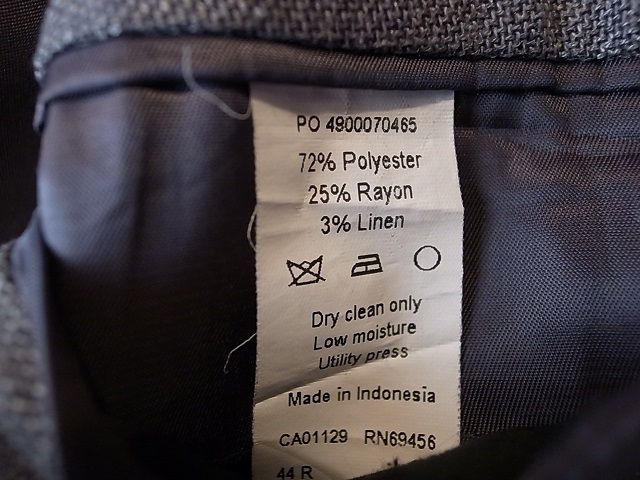 PO 4900070465
72% Polyester
25% Rayon
3% Linen
Dry clean only
Low moisture
Utility press
Made in Indonesia
CA01129 RN69456
44 R